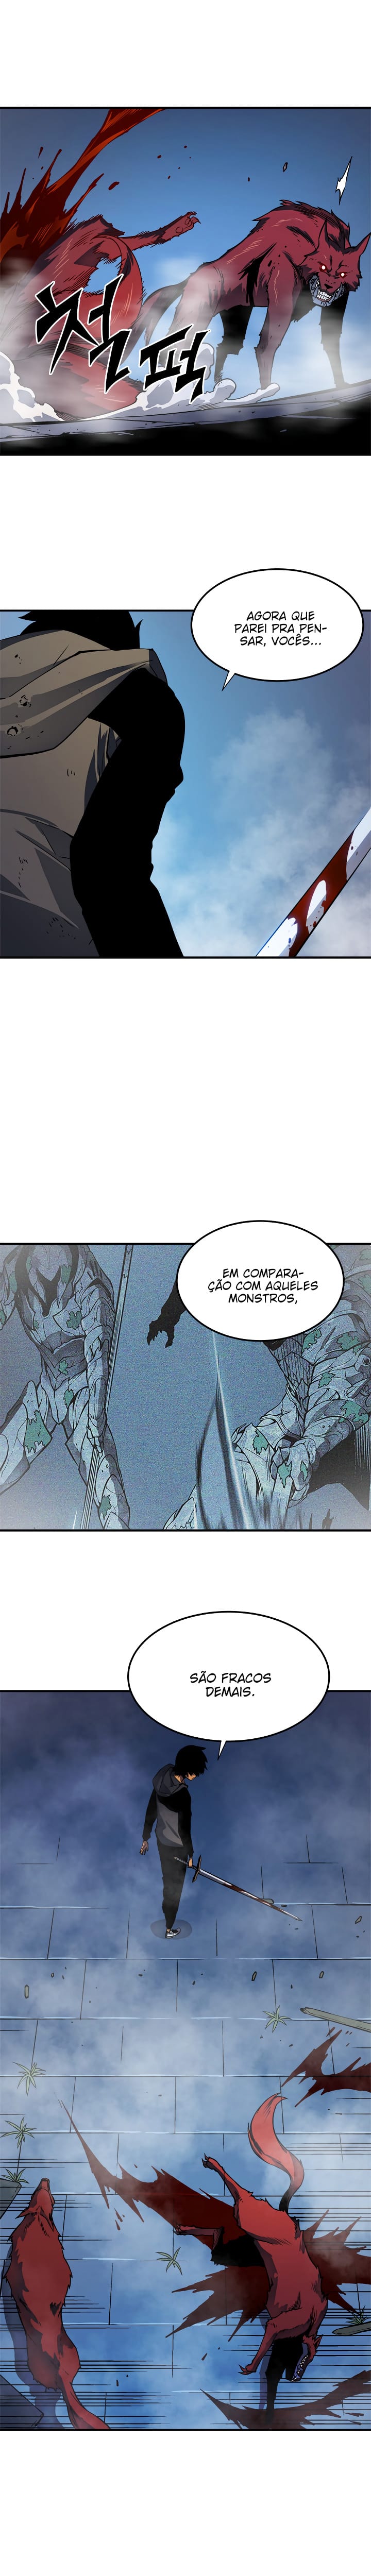 척
퍽
AGORA QUE
PAREI PRA PEN-
SAR, VOCÊS...
EM COMPARA-
ÇÃO COM AQUELES
MONSTROS,
SÃO FRACOS
DEMAIS.